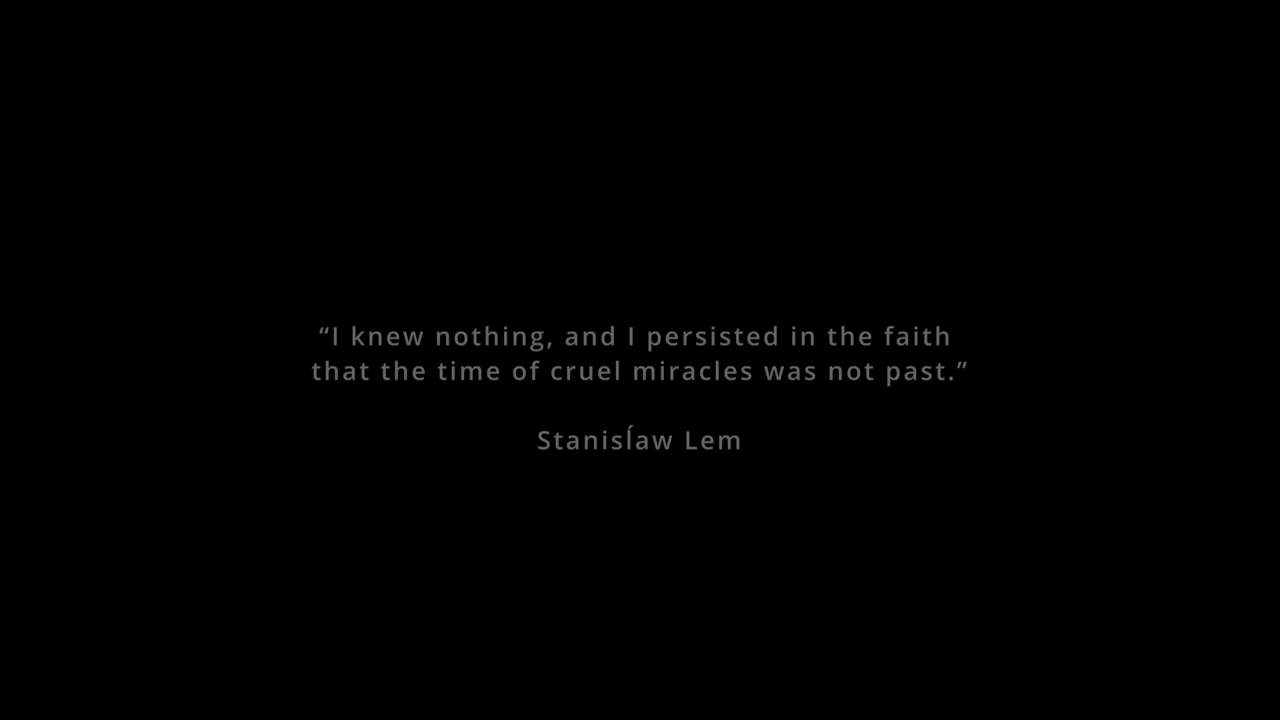 “I knew nothing, and I persisted in the faith
that the time of cruel miracles was not past.”
Stanisĺaw Lem